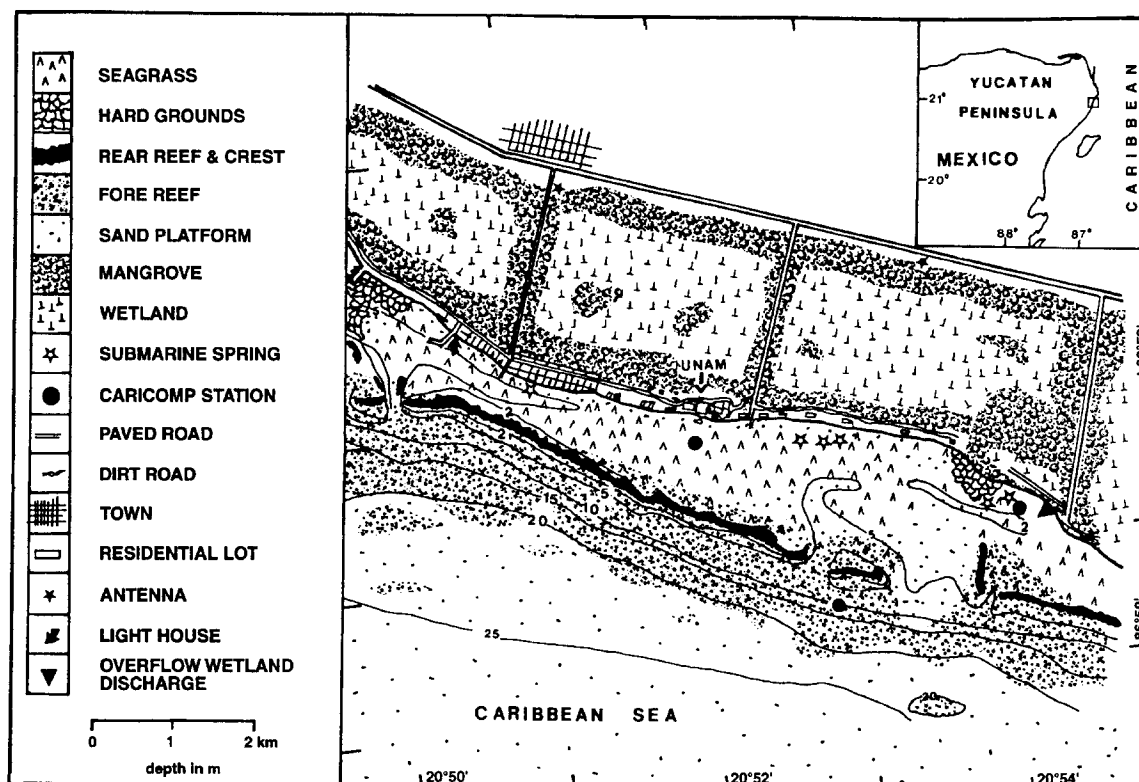 SEAGRASS
HARD GROUNDS
REAR REEF & CREST
FORE REEF
SAND PLATFORM
MANGROVE
WETLAND
SUBMARINE SPRING
CARICOMP STATION
PAVED ROAD
DIRT ROAD
TOWN
RESIDENTIAL LOT
ANTENNA
LIGHT HOUSE
OVERFLOW WETLAND
DISCHARGE
0 1 2 km
depth in m
YUCATAN
PENINSULA
MEXICO
CARIBBEAN
21°
20°
88° 87°
UNAM
2
2
2
5
10
15
20
25
20
CARIBBEAN SEA
20°50'
20°52'
20°54'